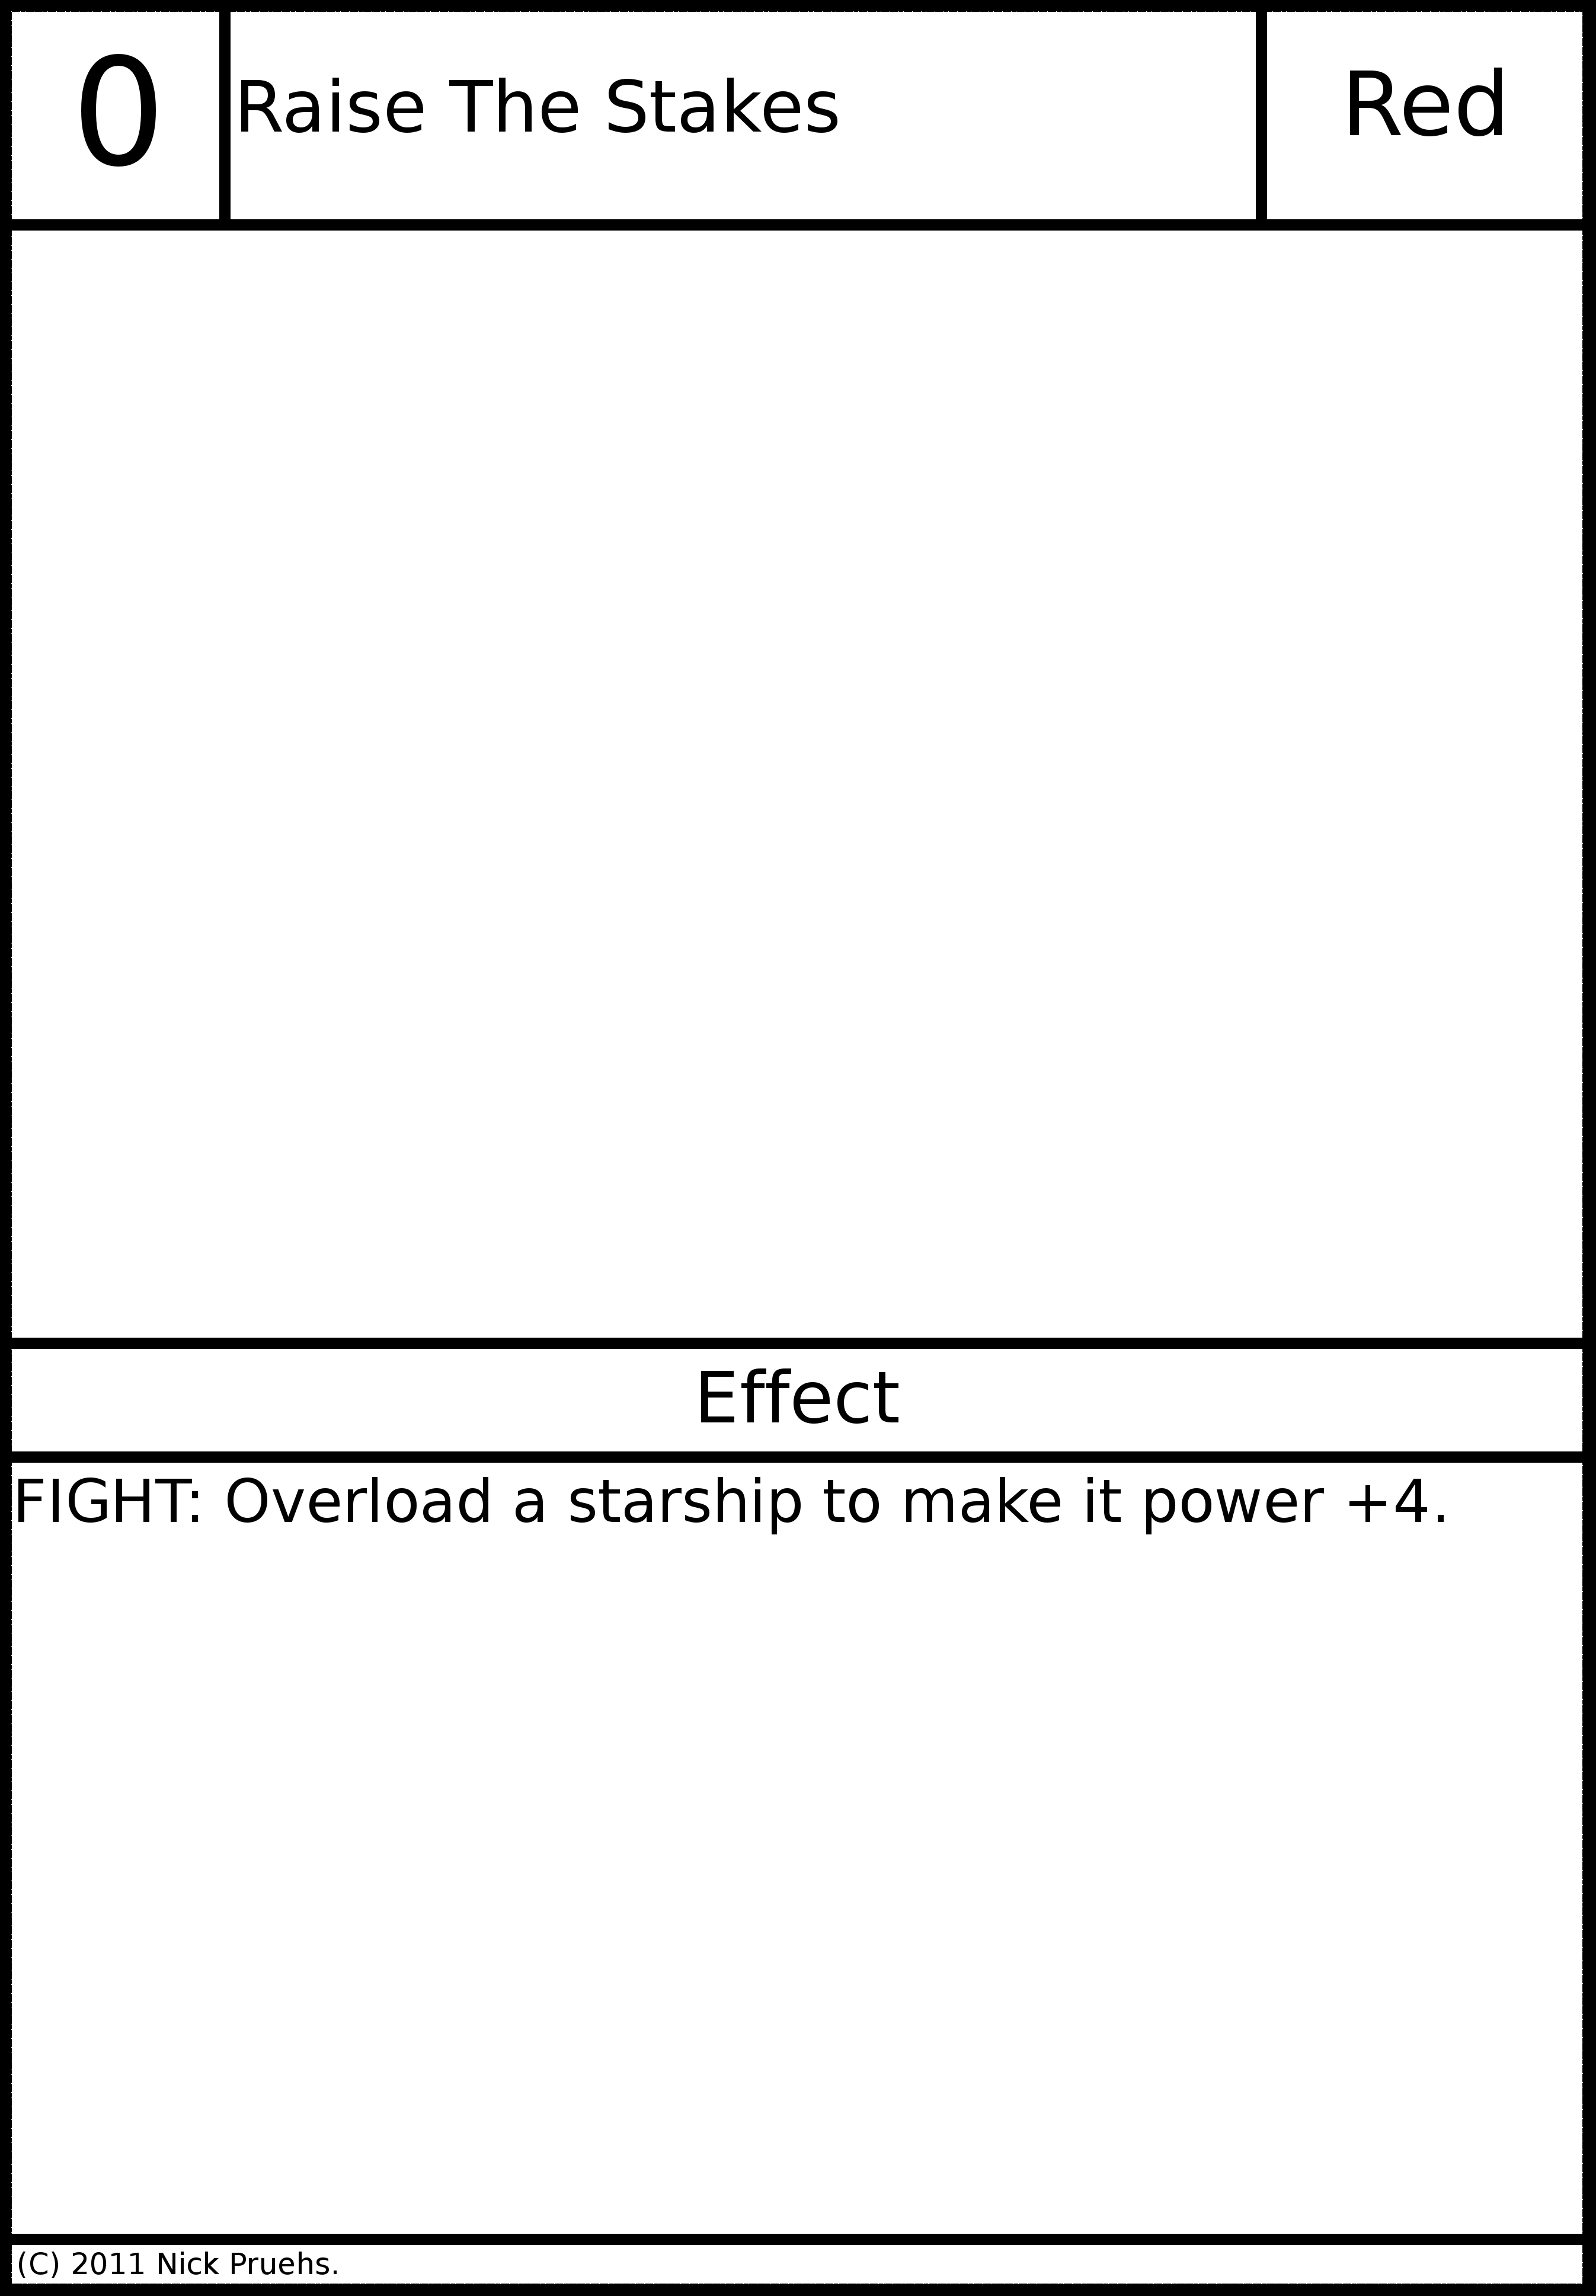 0
Raise The Stakes
Red
Effect
FIGHT: Overload a starship to make it power +4.
(C) 2011 Nick Pruehs.